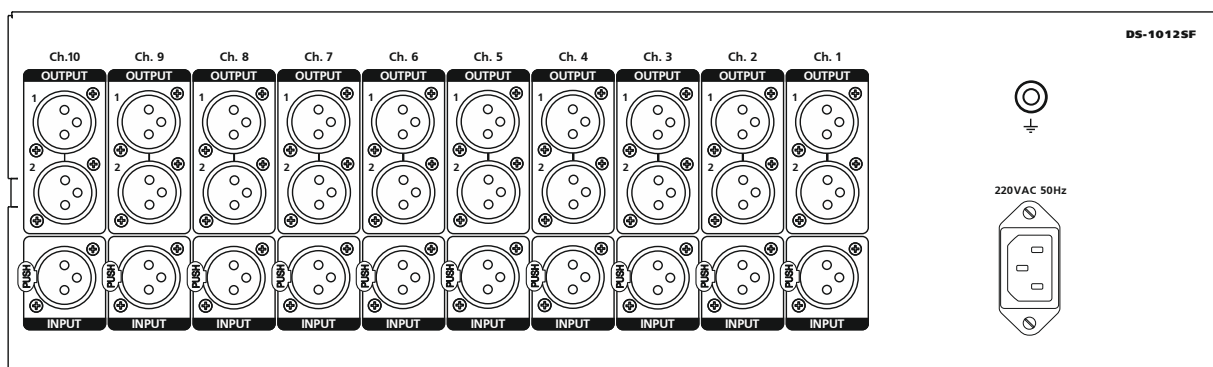 DS-1012SF
Ch.10 Ch. 9 Ch. 8 Ch. 7 Ch. 6 Ch. 5 Ch. 4 Ch. 3 Ch. 2 Ch. 1
OUTPUT OUTPUT OUTPUT OUTPUT OUTPUT OUTPUT OUTPUT OUTPUT OUTPUT OUTPUT
1 1 1 1 1 1 1 1 1 1
2 2 2 2 2 2 2 2 2 2
220VAC 50Hz
PUSH PUSH PUSH PUSH PUSH PUSH PUSH PUSH PUSH PUSH
INPUT INPUT INPUT INPUT INPUT INPUT INPUT INPUT INPUT INPUT